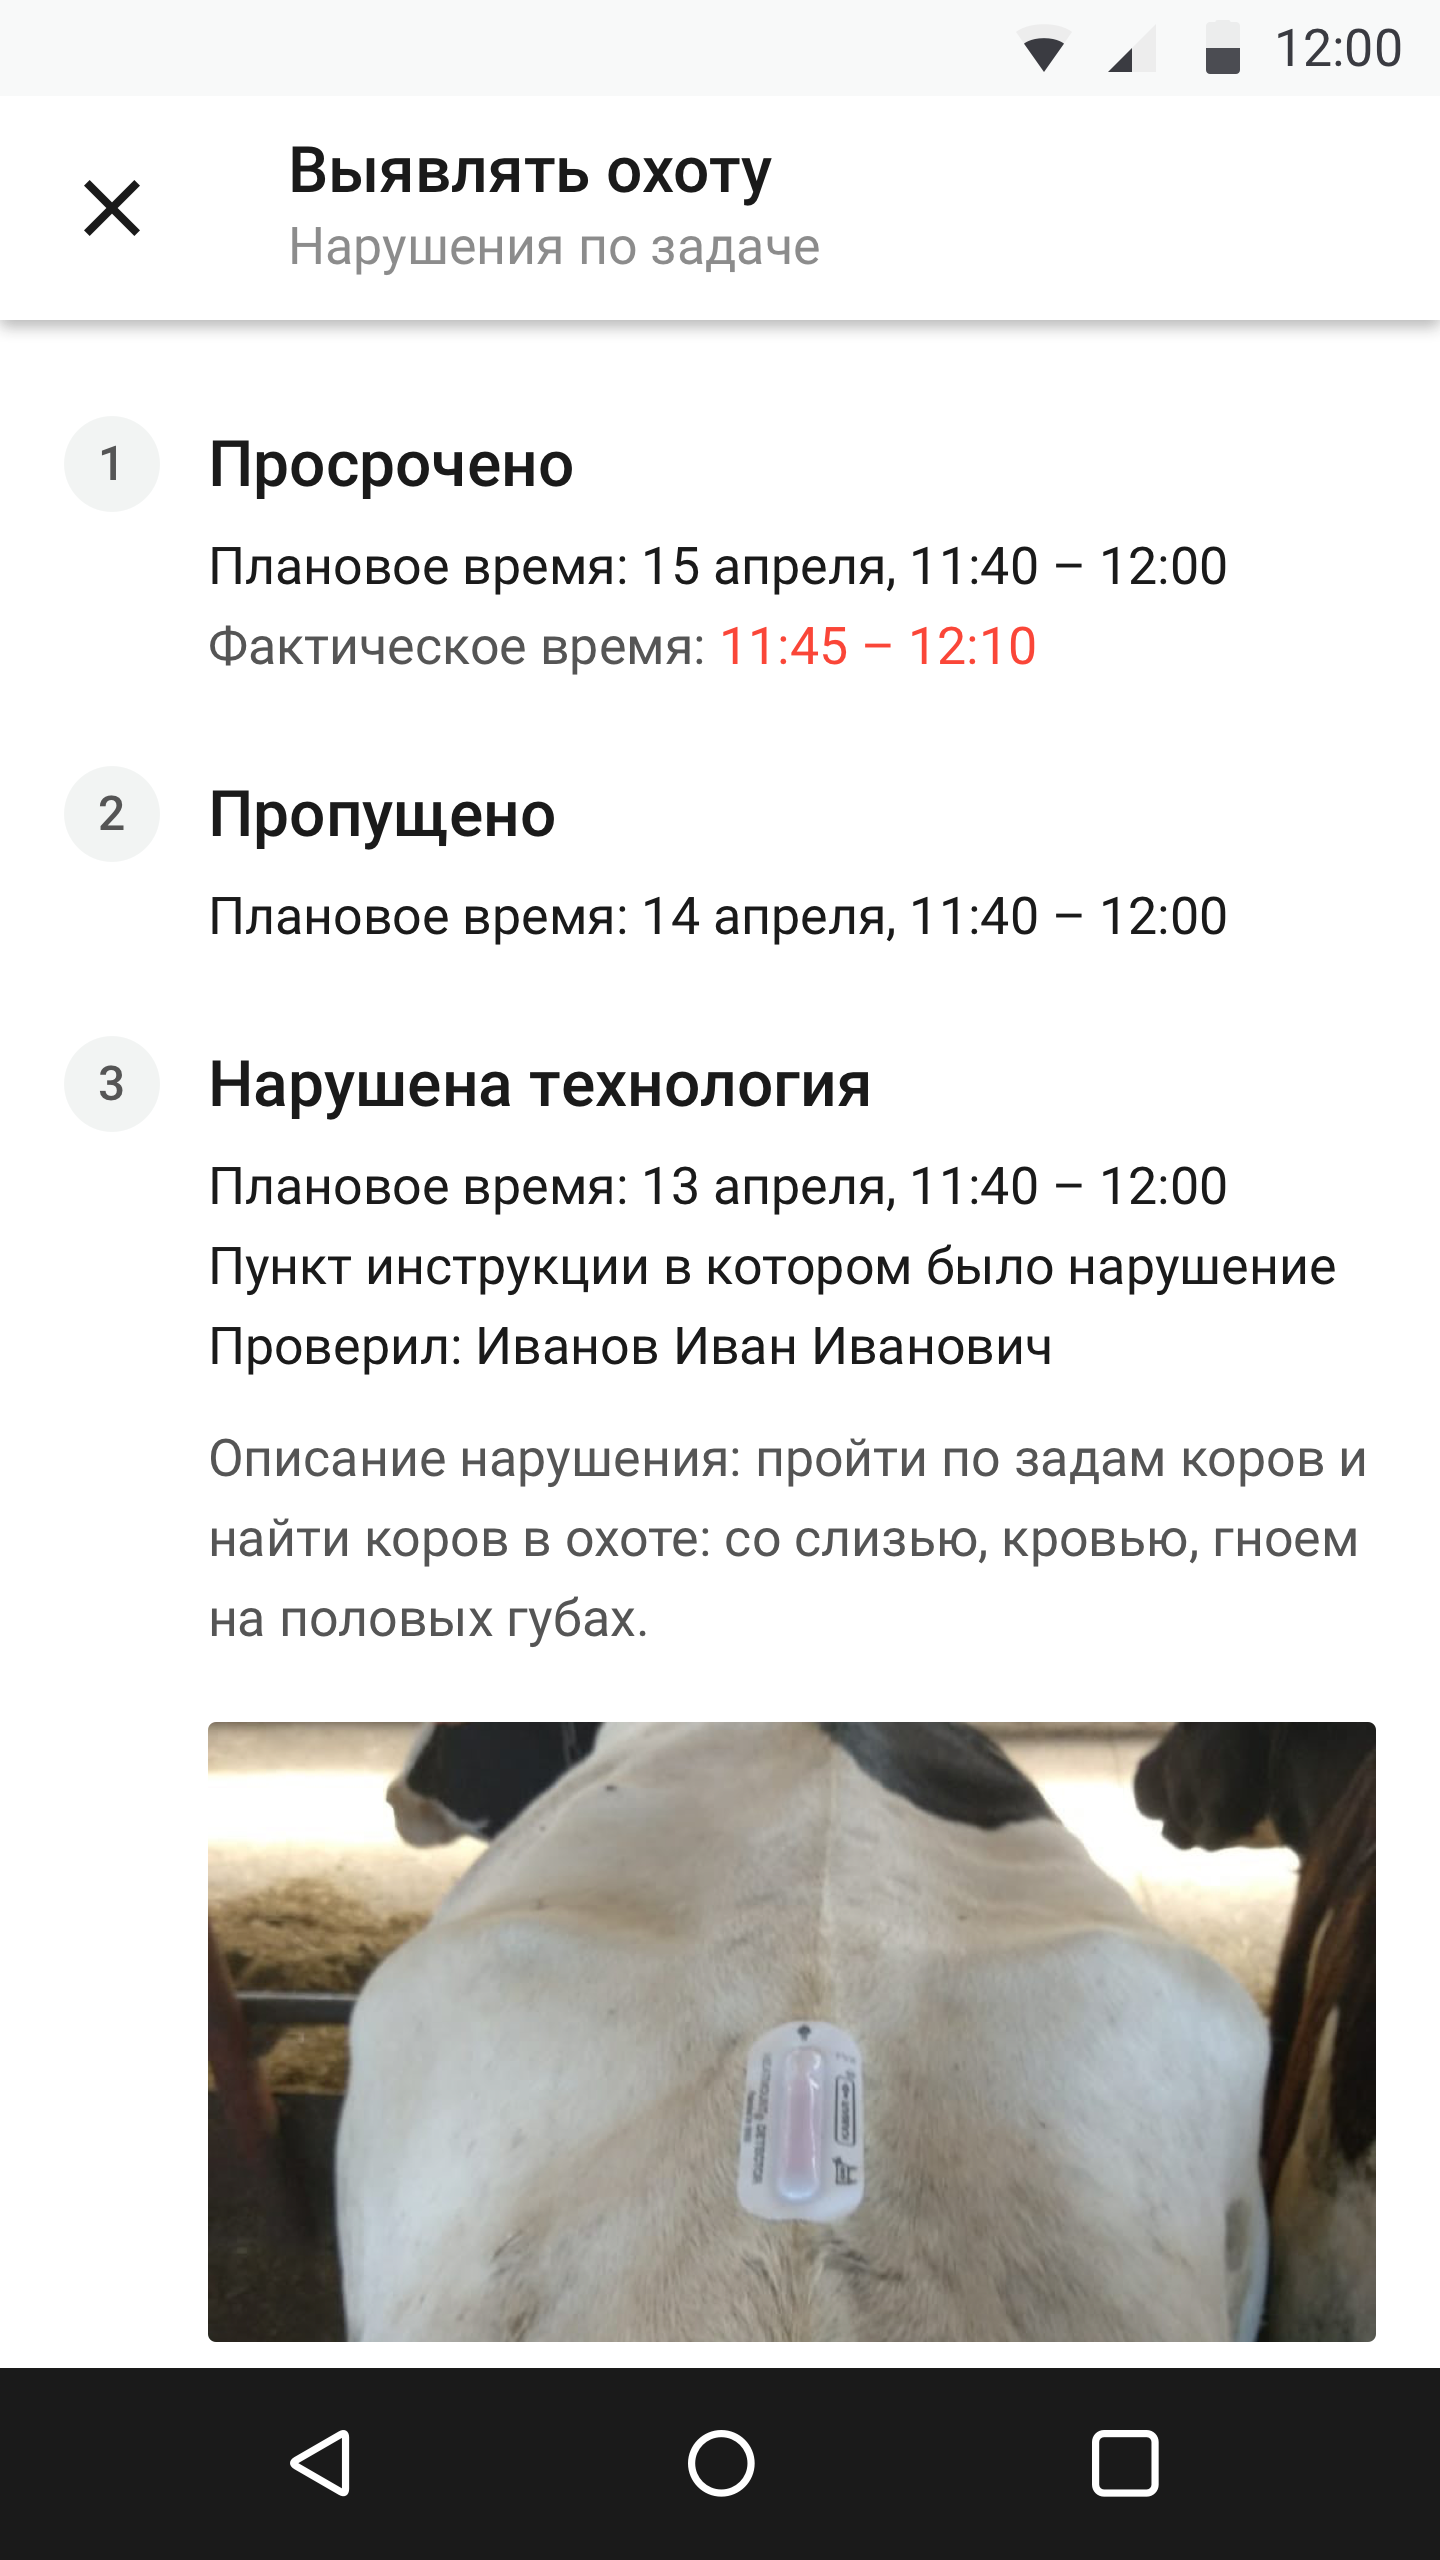 12:00
Выявлять охоту
Нарушения по задаче
1
Просрочено
Плановое время: 15 апреля, 11:40 – 12:00
Фактическое время: 11:45 – 12:10
2
Пропущено
Плановое время: 14 апреля, 11:40 – 12:00
3
Нарушена технология
Плановое время: 13 апреля, 11:40 – 12:00
Пункт инструкции в котором было нарушение
Проверил: Иванов Иван Иванович
Описание нарушения: пройти по задам коров и
найти коров в охоте: со слизью, кровью, гноем
на половых губах.